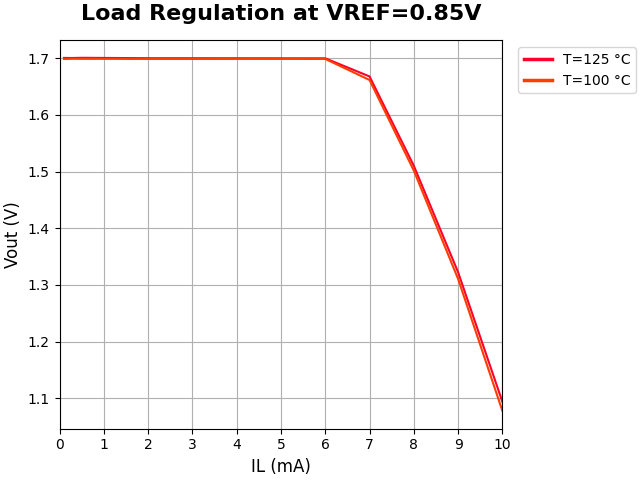 Load Regulation at VREF=0.85V
T=125 °C
T=100 °C
Vout (V)
1.7
1.6
1.5
1.4
1.3
1.2
1.1
0 1 2 3 4 5 6 7 8 9 10
IL (mA)